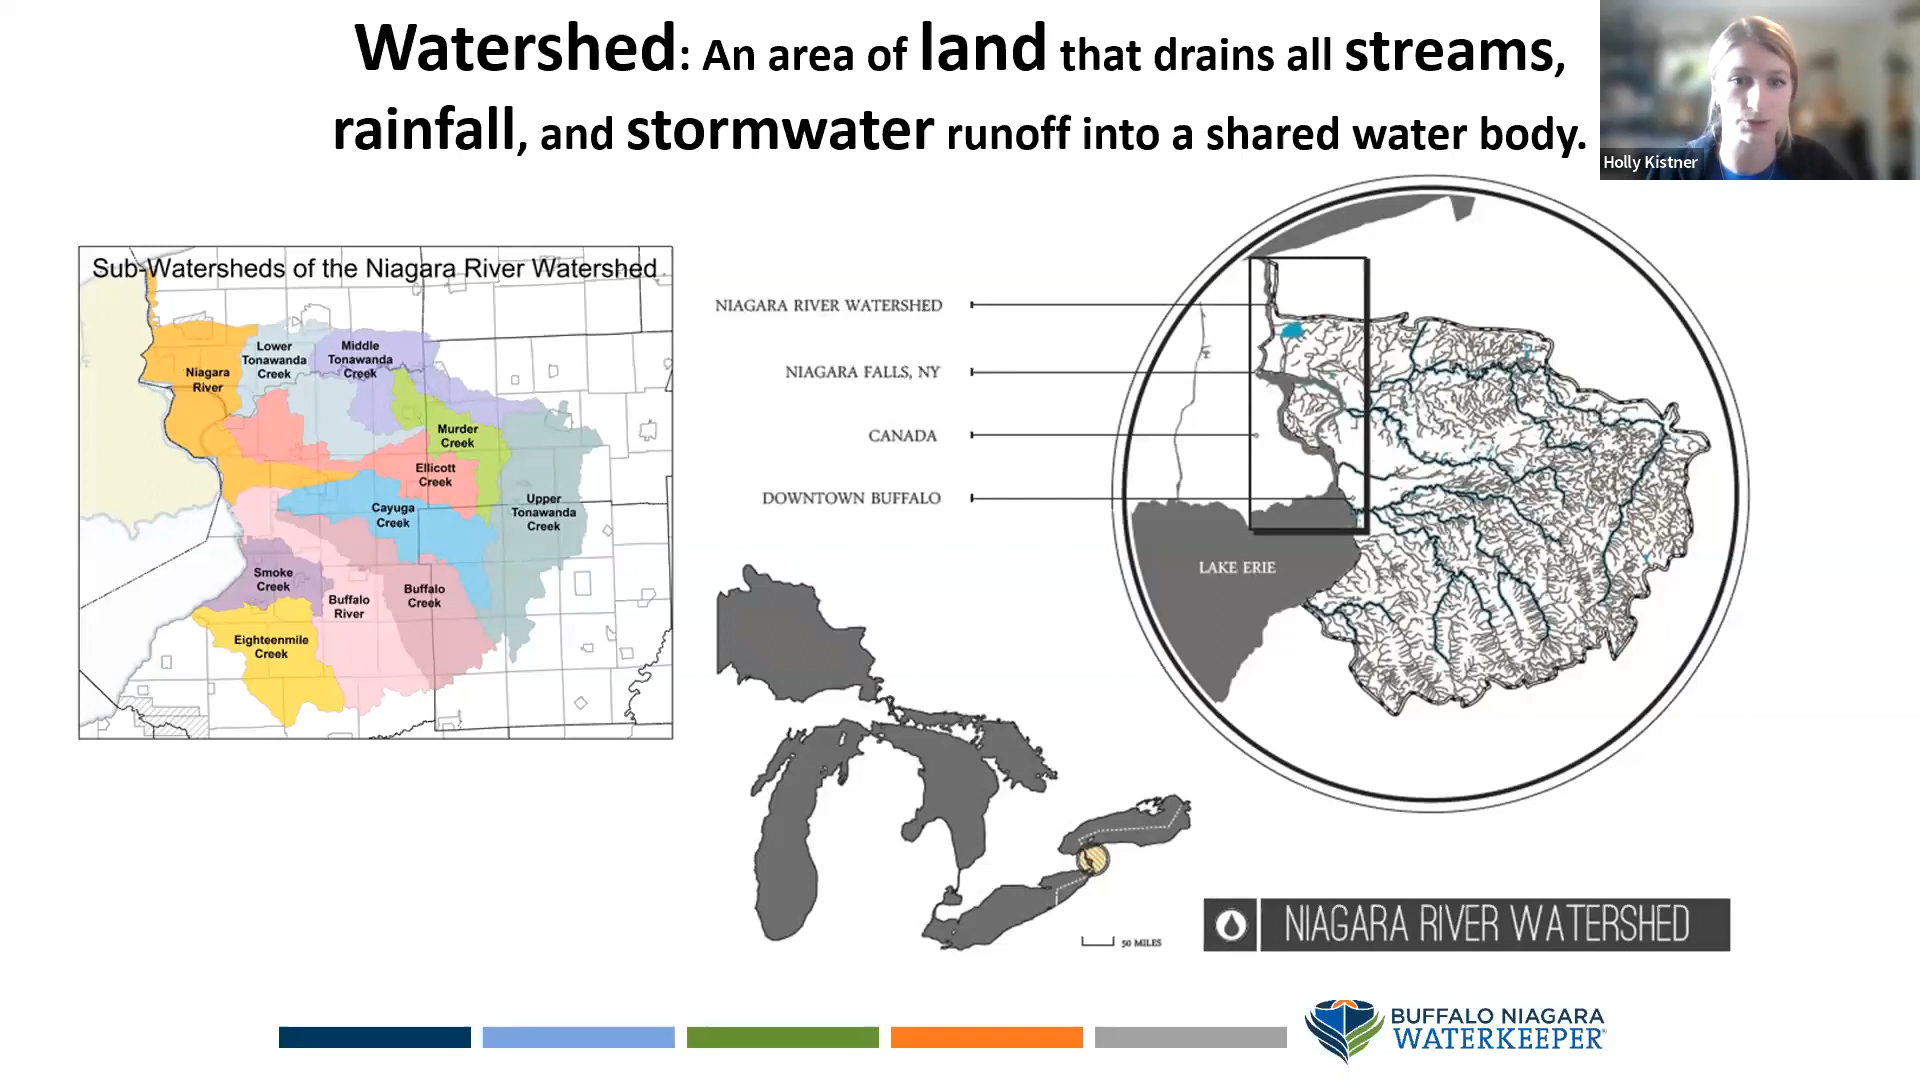 Watershed: An area of land that drains all streams,
rainfall, and stormwater runoff into a shared water body.
Holly Kistner
Sub-Watersheds of the Niagara River Watershed
Niagara
River
Lower
Tonawanda
Creek
Middle
Tonawanda
Creek
Murder
Creek
Ellicott
Creek
Cayuga
Creek
Upper
Tonawanda
Creek
Smoke
Creek
Buffalo
River
Buffalo
Creek
Eighteenmile
Creek
NIAGARA RIVER WATERSHED
NIAGARA FALLS, NY
CANADA
DOWNTOWN BUFFALO
LAKE ERIE
50 MILES
NIAGARA RIVER WATERSHED
BUFFALO NIAGARA
WATERKEEPER